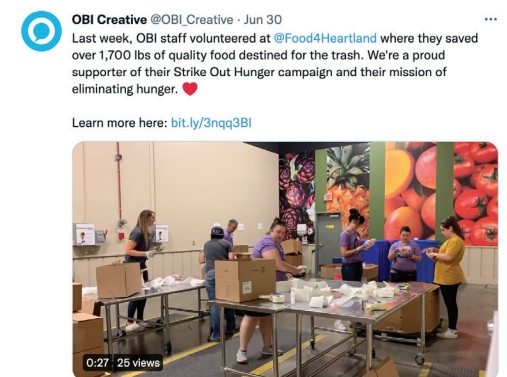 OBI Creative @OBI_Creative · Jun 30
Last week, OBI staff volunteered at @Food4Heartland where they saved
over 1,700 lbs of quality food destined for the trash. We're a proud
supporter of their Strike Out Hunger campaign and their mission of
eliminating hunger. ❤️
Learn more here: bit.ly/3nqq3BI
0:27 25 views